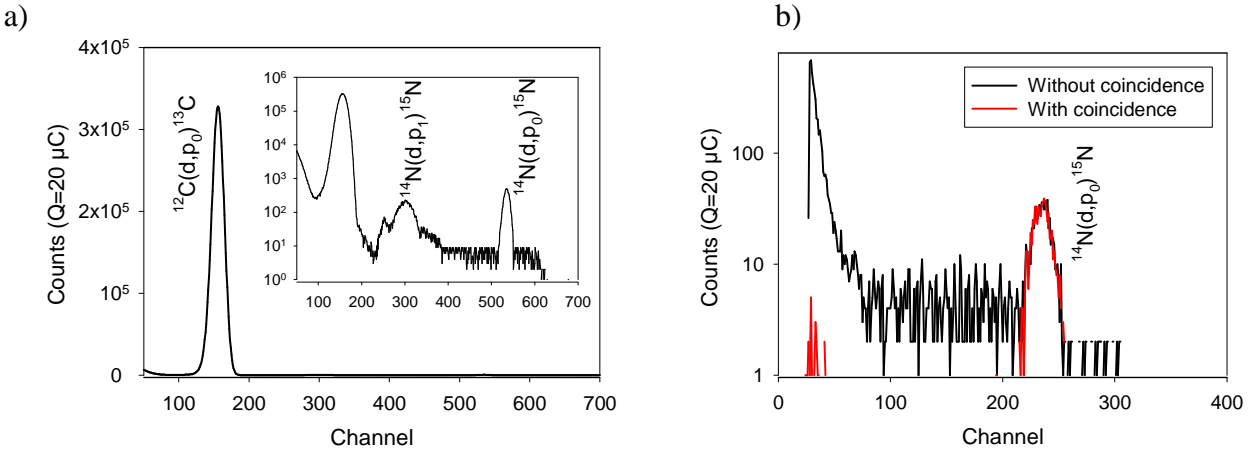 a)
Counts (Q=20 µC)
4x10⁵
3x10⁵
2x10⁵
10⁵
0
100 200 300 400 500 600 700
Channel
¹²C(d,p₀)¹³C
10⁶
10⁵
10⁴
10³
10²
10¹
10⁰
100 200 300 400 500 600 700
¹⁴N(d,p₁)¹⁵N
¹⁴N(d,p₀)¹⁵N
b)
Counts (Q=20 µC)
100
10
1
0 100 200 300 400
Channel
Without coincidence
With coincidence
¹⁴N(d,p₀)¹⁵N